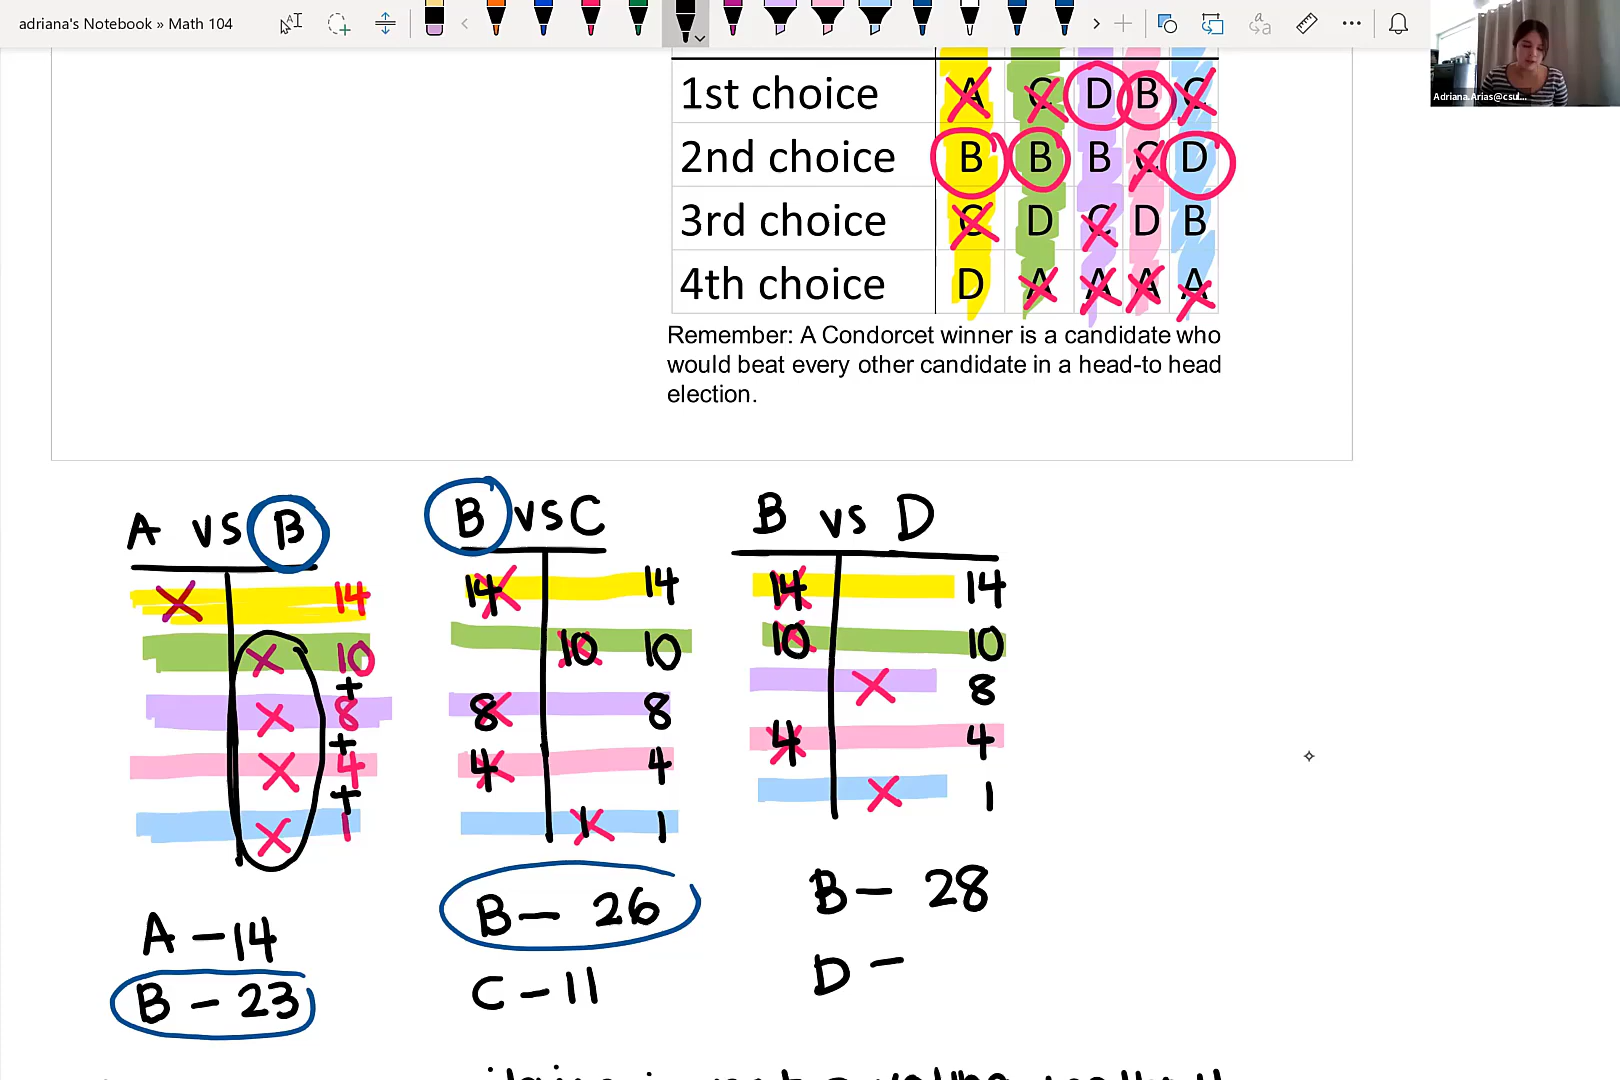 adriana's Notebook » Math 104
Adriana.Arias@csul...
1st choice A C D B C
2nd choice B B B C D
3rd choice C D C D B
4th choice D A A A A
Remember: A Condorcet winner is a candidate who
would beat every other candidate in a head-to head
election.
A vs B
14
10
+
8
+
4
+
1
A - 14
B - 23
B vs C
14 14
10 10
8 8
4 4
1 1
B - 26
C - 11
B vs D
14 14
10 10
8
4 4
1
B - 28
D -